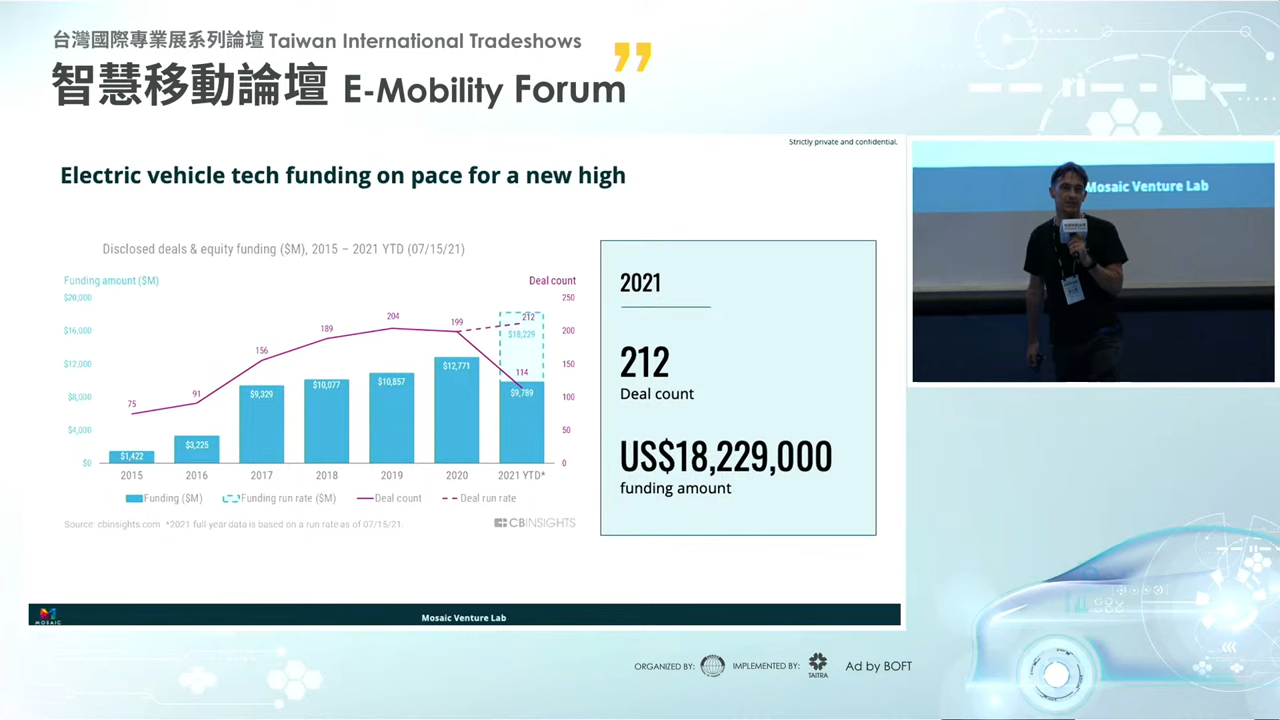 台灣國際專業展系列論壇 Taiwan International Tradeshows
智慧移動論壇 E-Mobility Forum
Strictly private and confidential.
Electric vehicle tech funding on pace for a new high
Disclosed deals & equity funding ($M), 2015 – 2021 YTD (07/15/21)
Funding amount ($M)
Deal count
$20,000
$16,000
$12,000
$8,000
$4,000
$0
250
200
150
100
50
0
75
91
156
189
204
199
212
114
$1,422
$3,225
$9,329
$10,077
$10,857
$12,771
$18,229
$9,789
2015
2016
2017
2018
2019
2020
2021 YTD*
Funding ($M)
Funding run rate ($M)
Deal count
Deal run rate
Source: cbinsights.com *2021 full-year data is based on a run rate as of 07/15/21.
CBINSIGHTS
2021
212
Deal count
US$18,229,000
funding amount
Mosaic Venture Lab
MOSAIC
Mosaic Venture Lab
ORGANIZED BY:
IMPLEMENTED BY:
TAITRA
Ad by BOFT